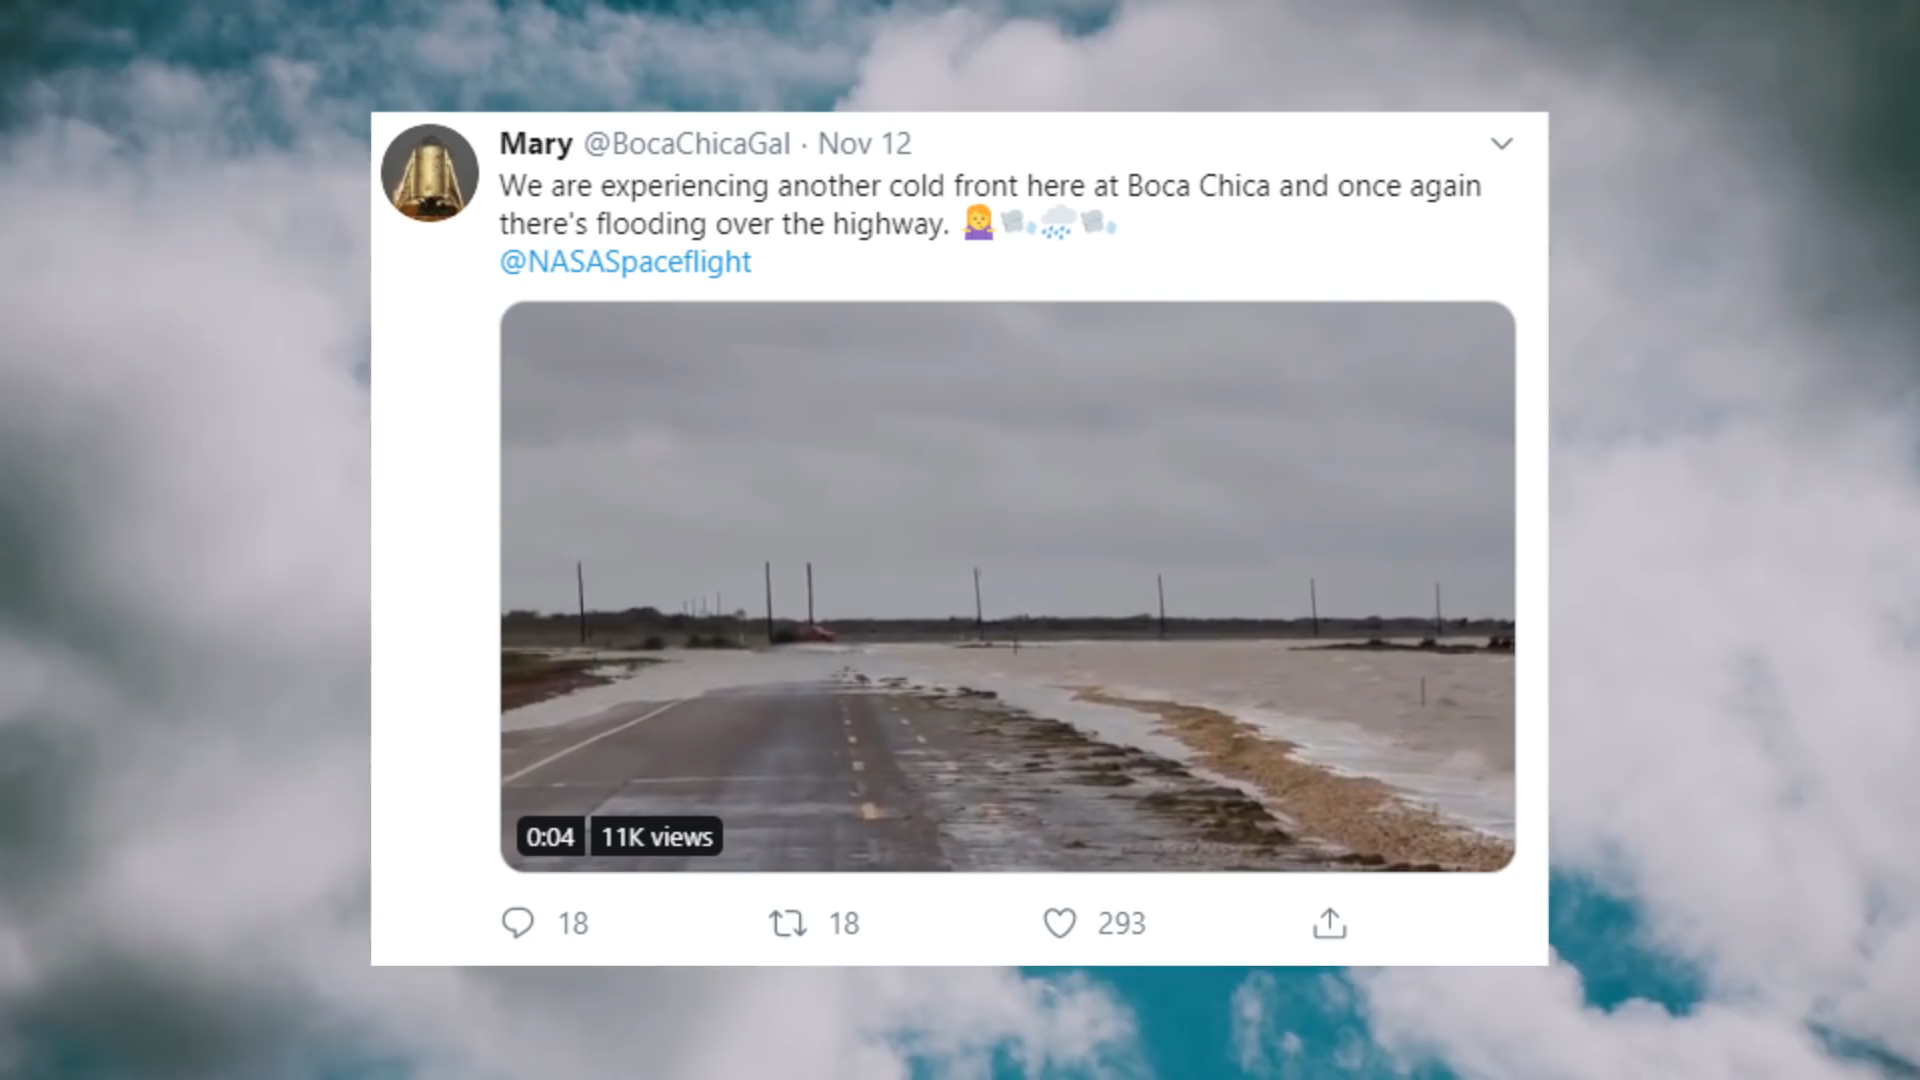 Mary @BocaChicaGal · Nov 12
We are experiencing another cold front here at Boca Chica and once again
there's flooding over the highway. 🤷‍♀️🌬️🌧️🌬️
@NASASpaceflight
0:04 11K views
18 18 293